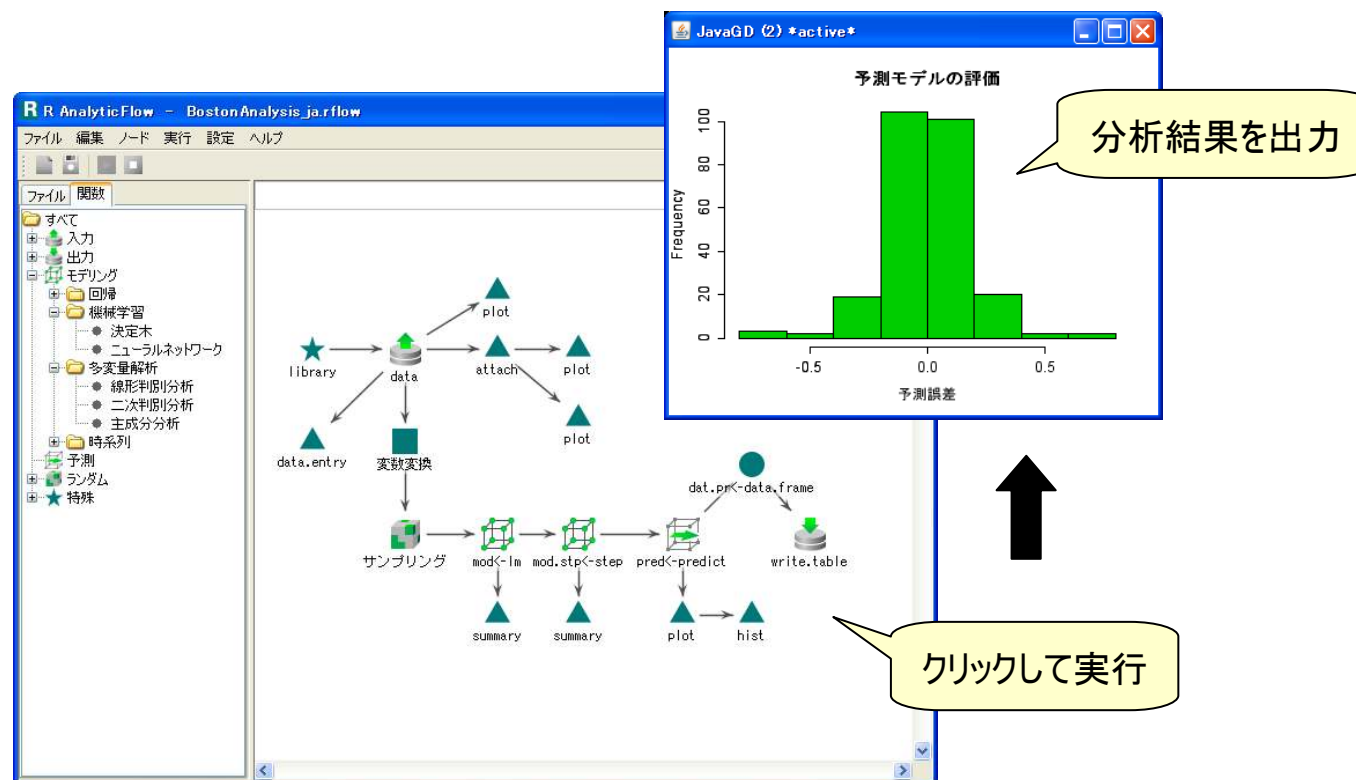 R AnalyticFlow － BostonAnalysis_ja.rflow
ファイル 編集 ノード 実行 設定 ヘルプ
ファイル 関数
すべて
入力
出力
モデリング
回帰
機械学習
決定木
ニューラルネットワーク
多変量解析
線形判別分析
二次判別分析
主成分分析
時系列
予測
ランダム
特殊
plot
library
data
attach
plot
data.entry
変数変換
plot
dat.pr<-data.frame
サンプリング
mod<-lm
mod.stp<-step
pred<-predict
write.table
summary
summary
plot
hist
JavaGD (2) *active*
予測モデルの評価
Frequency
100
80
60
40
20
0
-0.5
0.0
0.5
予測誤差
分析結果を出力
クリックして実行